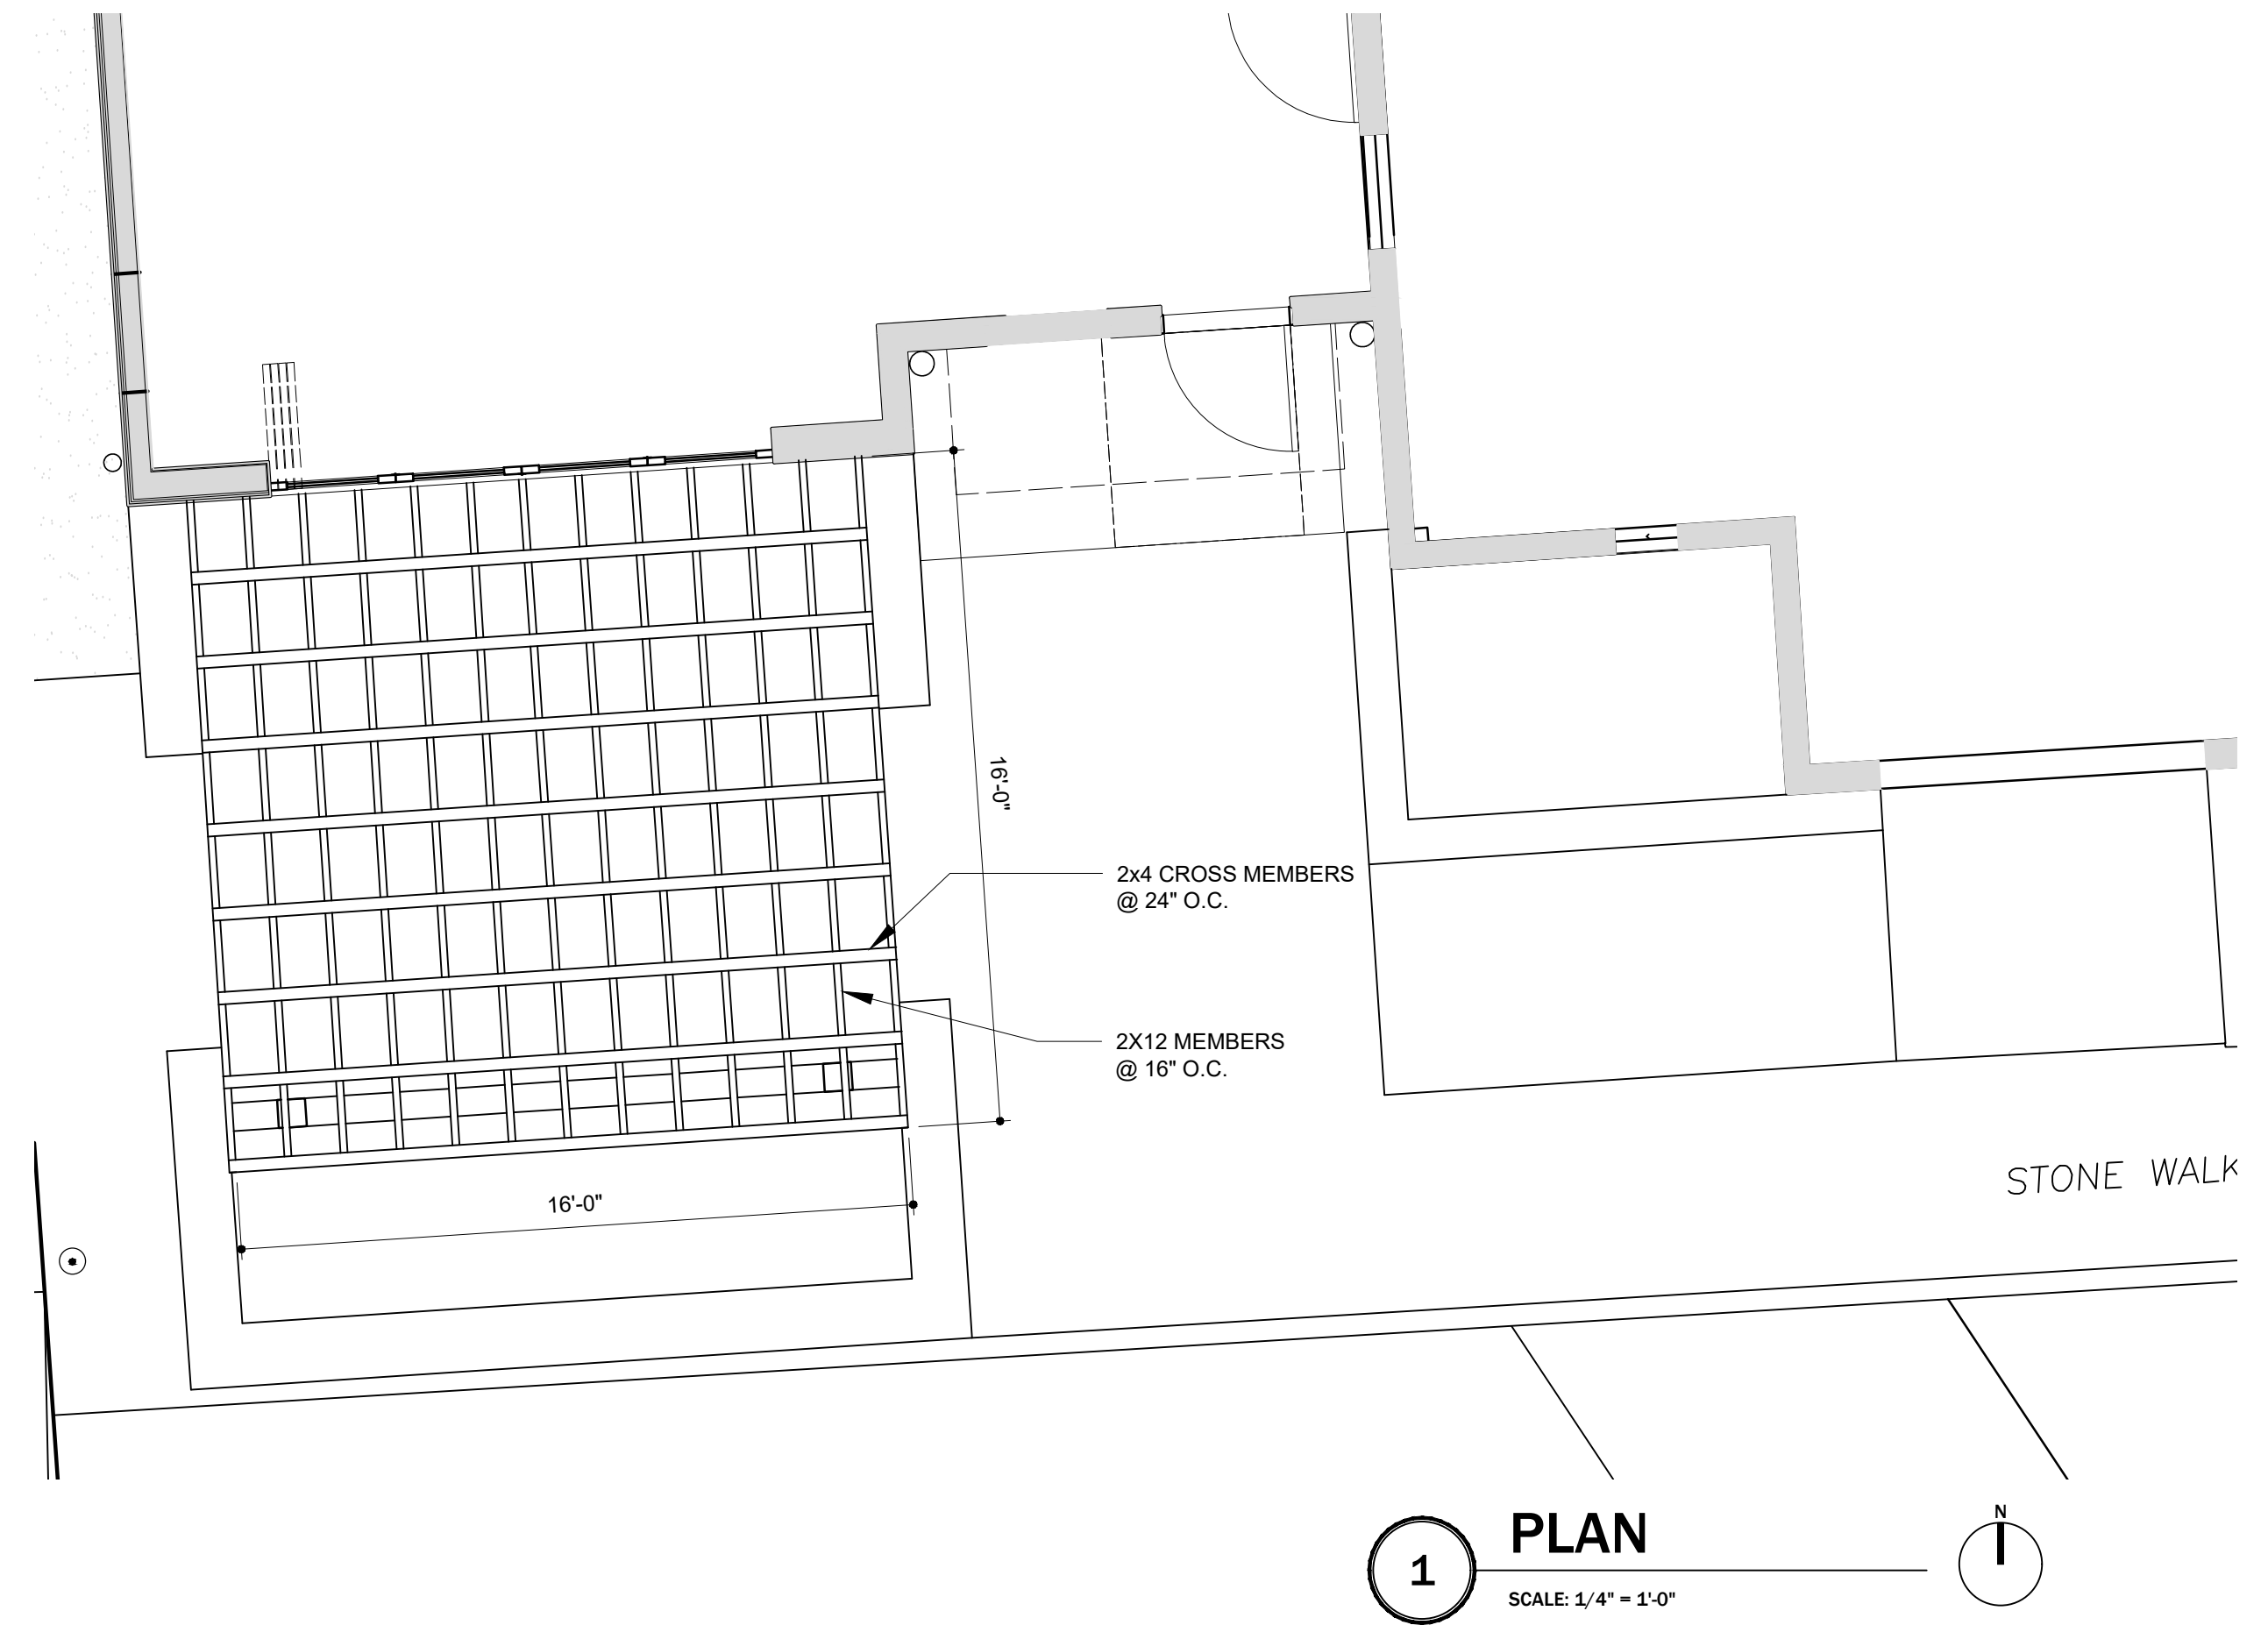 16'-0"
2x4 CROSS MEMBERS
@ 24" O.C.
2X12 MEMBERS
@ 16" O.C.
STONE WALK
16'-0"
1
PLAN
SCALE: 1/4" = 1'-0"
N